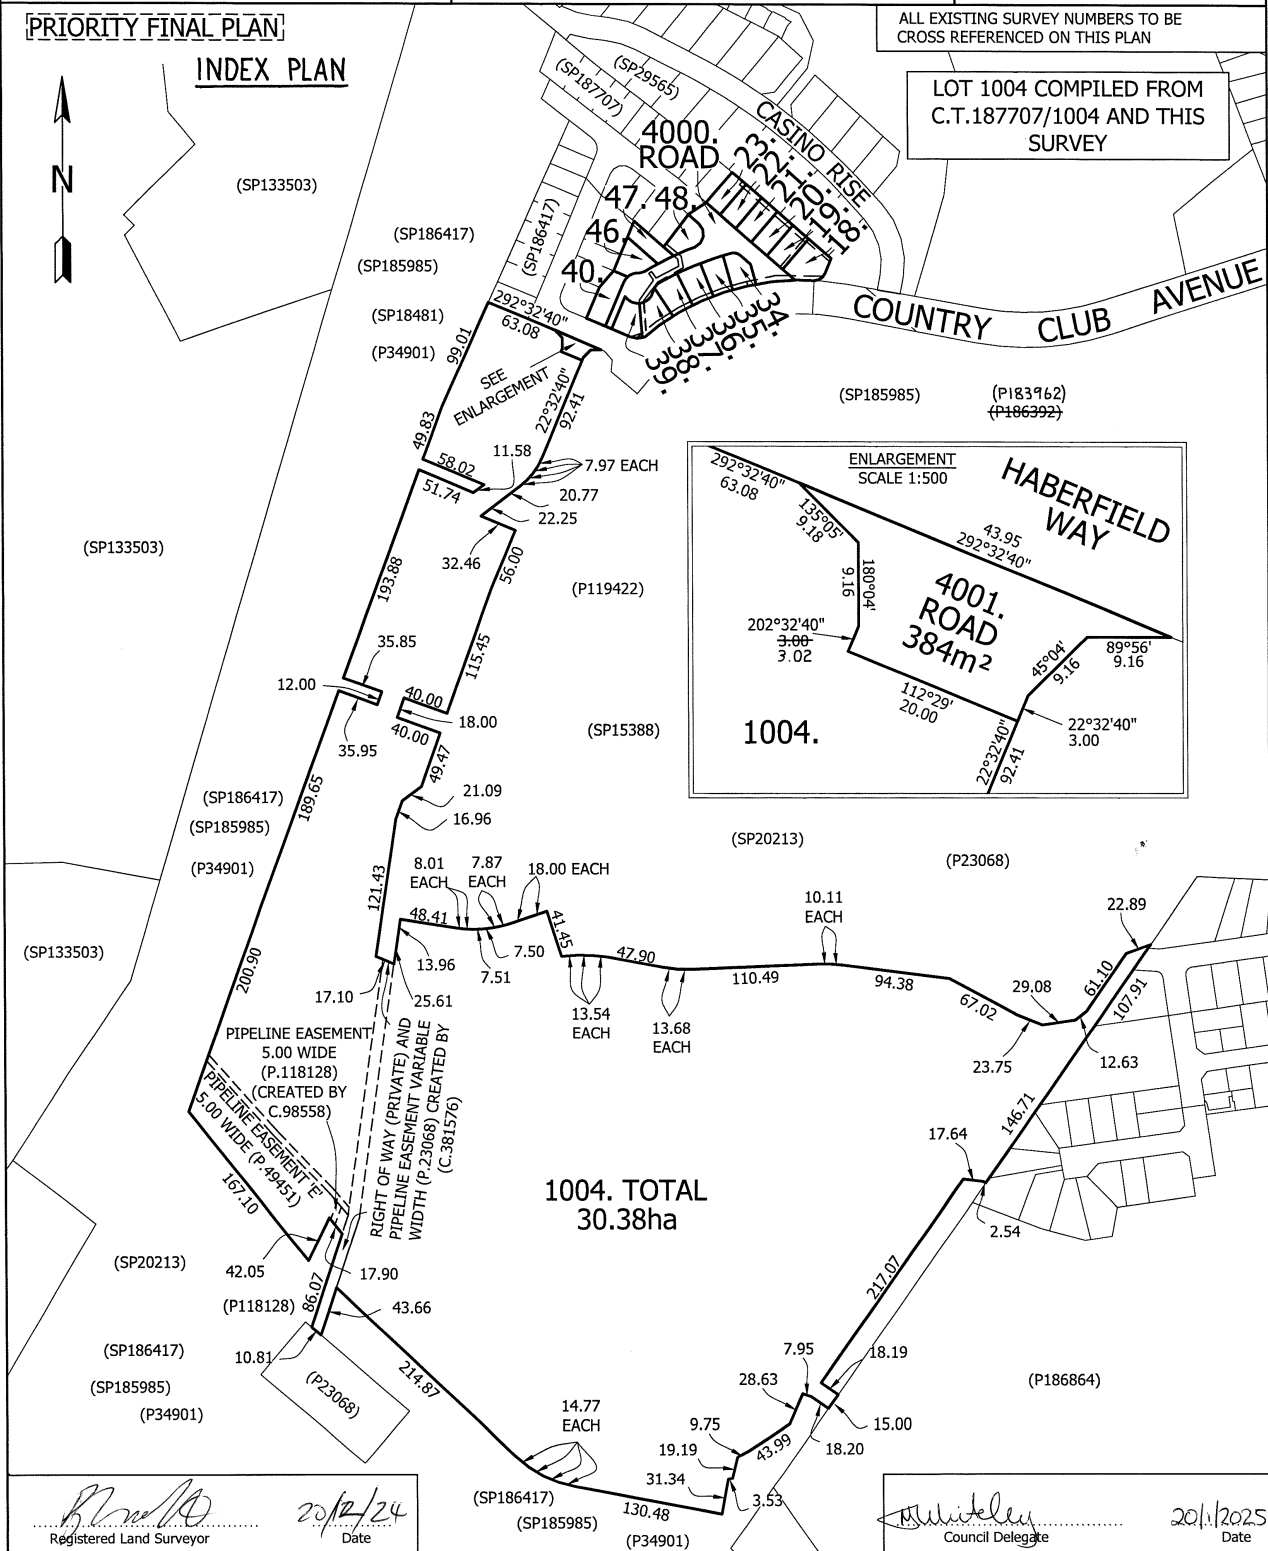 PRIORITY FINAL PLAN
INDEX PLAN
N
ALL EXISTING SURVEY NUMBERS TO BE
CROSS REFERENCED ON THIS PLAN
LOT 1004 COMPILED FROM
C.T.187707/1004 AND THIS
SURVEY
(SP29565)
(SP187707)
CASINO RISE
4000.
ROAD
23.
22.
21.
20.
19.
18.
47. 48.
46.
40.
(SP133503)
(SP186417)
(SP186417)
(SP185985)
(SP18481)
(P34901)
292°32'40"
63.08
COUNTRY CLUB AVENUE
34.
35.
36.
37.
38.
39.
99.01
SEE
ENLARGEMENT
22°32'40"
92.41
(SP185985)
(P183962)
(P186392)
49.83
58.02
11.58
7.97 EACH
51.74
20.77
22.25
32.46
56.00
(SP133503)
193.88
(P119422)
ENLARGEMENT
SCALE 1:500
HABERFIELD
WAY
292°32'40"
63.08
135°05'
9.18
43.95
292°32'40"
180°04'
9.16
4001.
ROAD
384m²
202°32'40"
3.00
3.02
45°04'
9.16
89°56'
9.16
112°29'
20.00
22°32'40"
3.00
22°32'40"
92.41
1004.
115.45
35.85
12.00
40.00
18.00
40.00
35.95
(SP15388)
49.47
189.65
21.09
16.96
(SP186417)
(SP185985)
(P34901)
(SP20213)
(P23068)
121.43
8.01
EACH
7.87
EACH
18.00 EACH
48.41
41.45
10.11
EACH
22.89
(SP133503)
200.90
13.96
7.51
7.50
47.90
110.49
94.38
67.02
29.08
61.10
107.91
17.10
25.61
13.54
EACH
13.68
EACH
23.75
12.63
PIPELINE EASEMENT
5.00 WIDE
(P.118128)
(CREATED BY
C.98558)
PIPELINE EASEMENT 'E'
5.00 WIDE (P.49451)
RIGHT OF WAY (PRIVATE) AND
PIPELINE EASEMENT VARIABLE
WIDTH (P.23068) CREATED BY
(C.381576)
146.71
17.64
2.54
167.10
1004. TOTAL
30.38ha
(SP20213)
42.05
17.90
86.07
43.66
(P118128)
217.07
(SP186417)
(SP185985)
(P34901)
10.81
(P23068)
214.87
7.95
18.19
28.63
(P186864)
14.77
EACH
9.75
19.19
43.99
15.00
18.20
31.34
3.53
(SP186417)
(SP185985)
130.48
(P34901)
20/12/24
Registered Land Surveyor Date
20/1/2025
Council Delegate Date